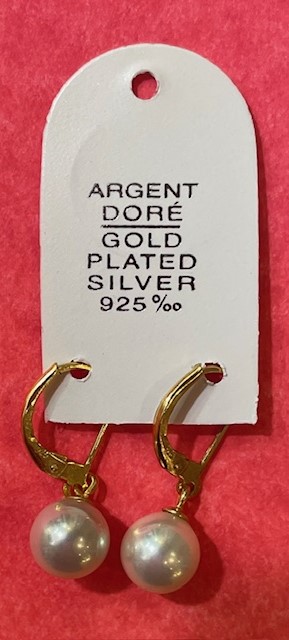 ARGENT
DORÉ
GOLD
PLATED
SILVER
925 ‰